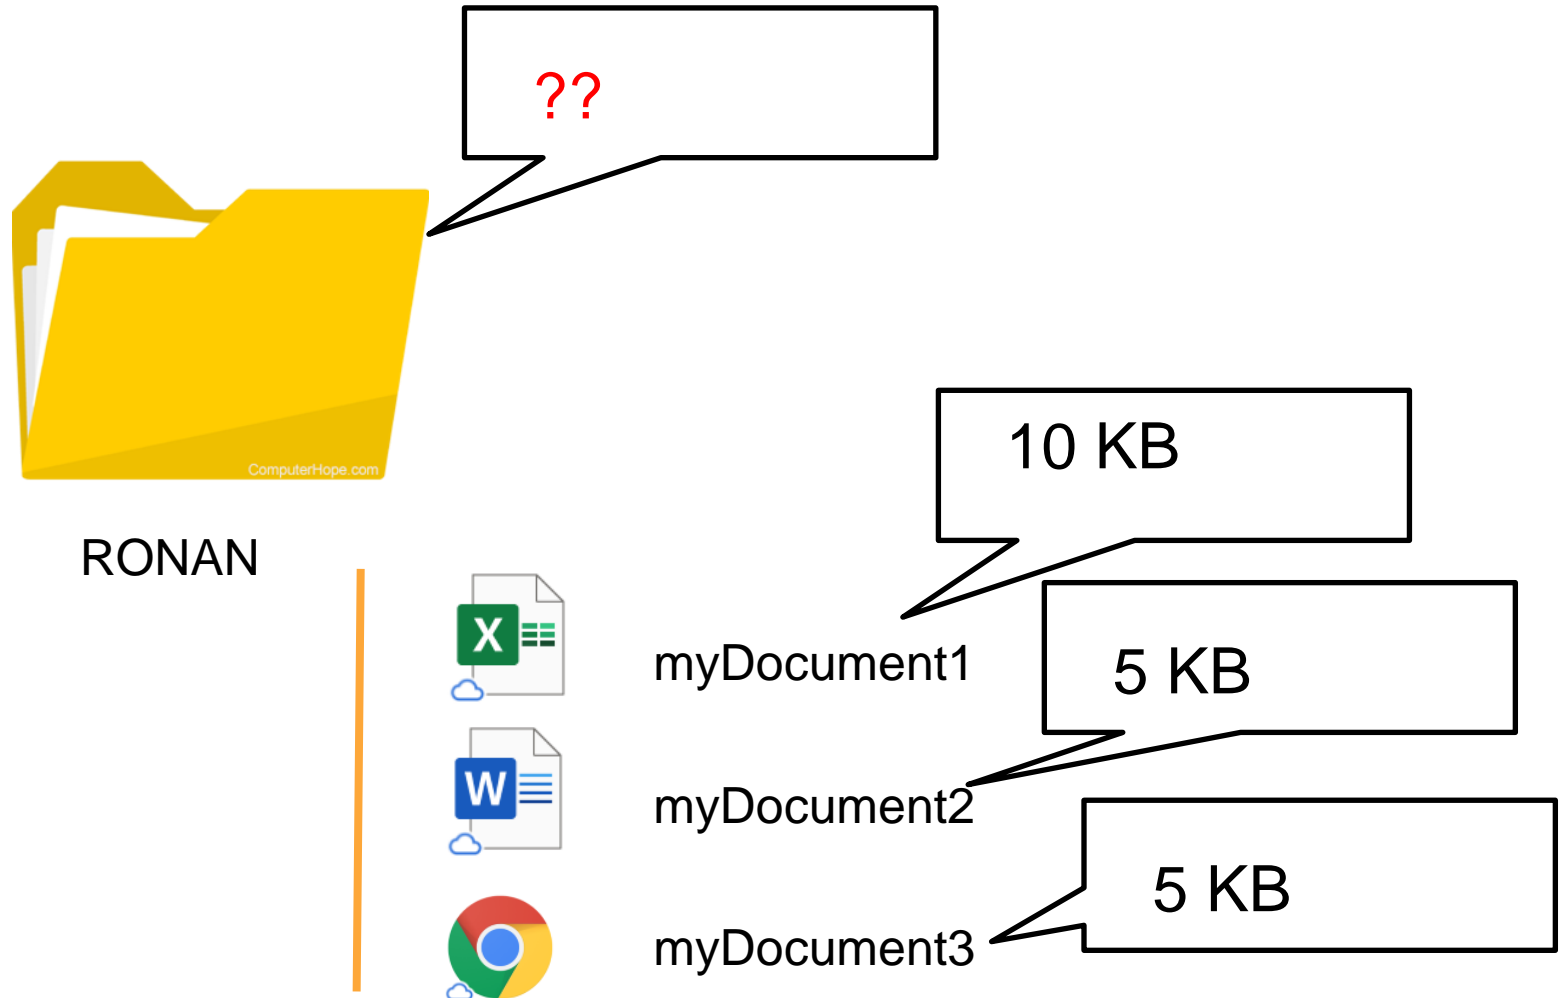 ??
ComputerHope.com
10 KB
RONAN
X
myDocument1
5 KB
W
myDocument2
5 KB
myDocument3